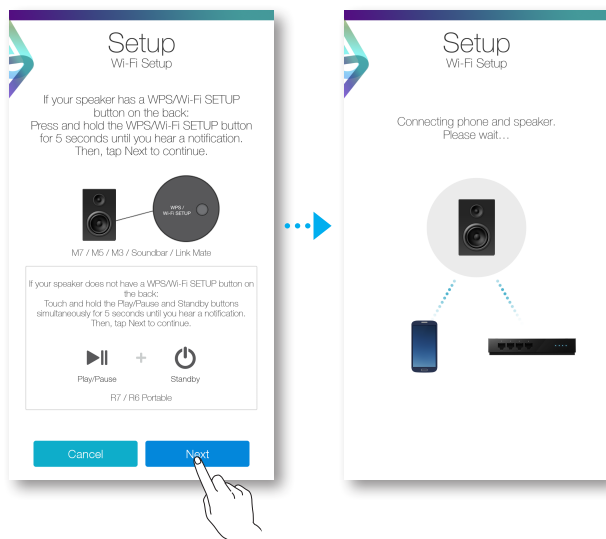 Setup
Wi-Fi Setup
If your speaker has a WPS/Wi-Fi SETUP
button on the back:
Press and hold the WPS/Wi-Fi SETUP button
for 5 seconds until you hear a notification.
Then, tap Next to continue.
WPS /
Wi-Fi SETUP
M7 / M5 / M3 / Soundbar / Link Mate
If your speaker does not have a WPS/Wi-Fi SETUP button on
the back:
Touch and hold the Play/Pause and Standby buttons
simultaneously for 5 seconds until you hear a notification.
Then, tap Next to continue.
+
Play/Pause
Standby
R7 / R6 Portable
Cancel
Next
Setup
Wi-Fi Setup
Connecting phone and speaker.
Please wait...